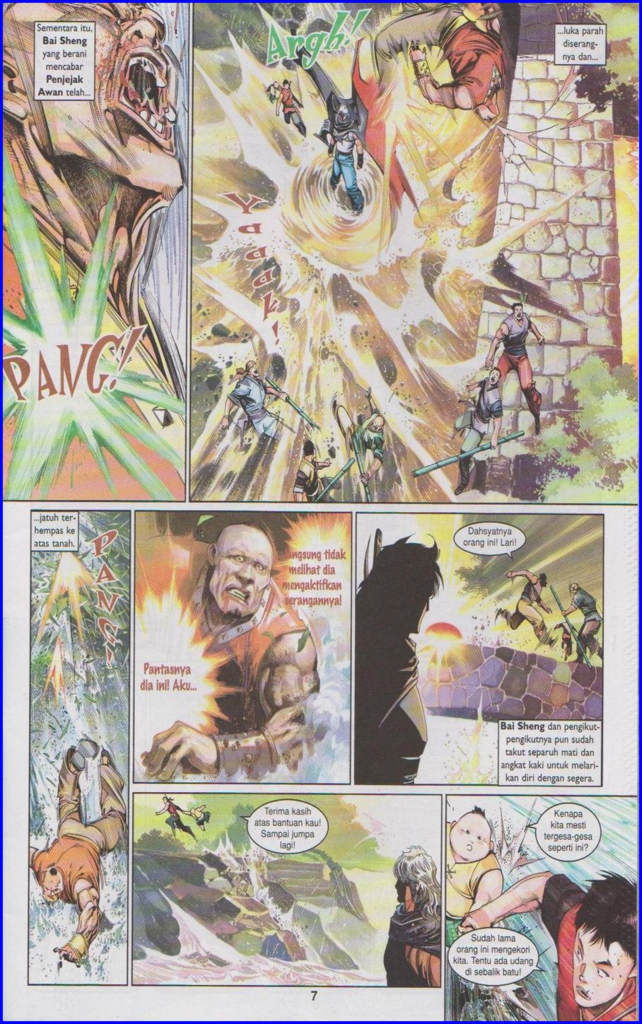 Sementara itu,
Bai Sheng
yang berani
mencabar
Penjejak
Awan telah...
PANG!
Argh!
Yaaak!
...luka parah
diserang-
nya dan...
...jatuh ter-
hempas ke
atas tanah.
PANG!
Langsung tidak
melihat dia
mengaktifkan
serangannya!
Pantasnya
dia ini! Aku...
Dahsyatnya
orang ini! Lari!
Bai Sheng dan pengikut-
pengikutnya pun sudah
takut separuh mati dan
angkat kaki untuk melari-
kan diri dengan segera.
Terima kasih
atas bantuan kau!
Sampai jumpa
lagi!
Kenapa
kita mesti
tergesa-gesa
seperti ini?
Sudah lama
orang ini mengekori
kita. Tentu ada udang
di sebalik batu!
7